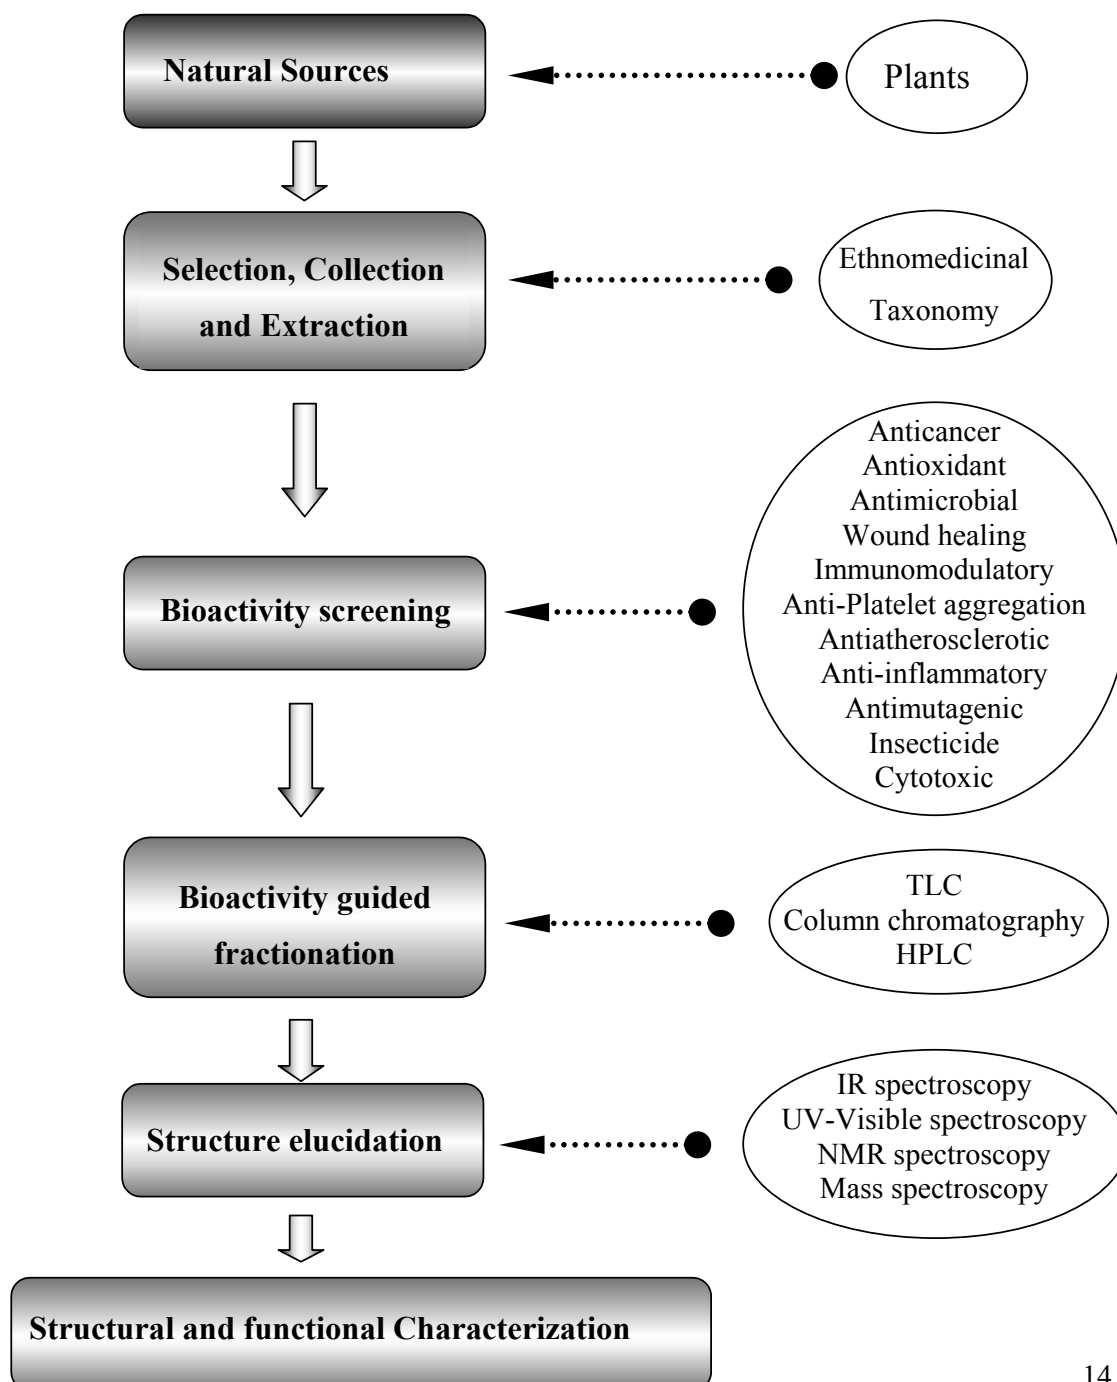 Natural Sources
Plants
Selection, Collection
and Extraction
Ethnomedicinal
Taxonomy
Bioactivity screening
Anticancer
Antioxidant
Antimicrobial
Wound healing
Immunomodulatory
Anti-Platelet aggregation
Antiatherosclerotic
Anti-inflammatory
Antimutagenic
Insecticide
Cytotoxic
Bioactivity guided
fractionation
TLC
Column chromatography
HPLC
Structure elucidation
IR spectroscopy
UV-Visible spectroscopy
NMR spectroscopy
Mass spectroscopy
Structural and functional Characterization
14